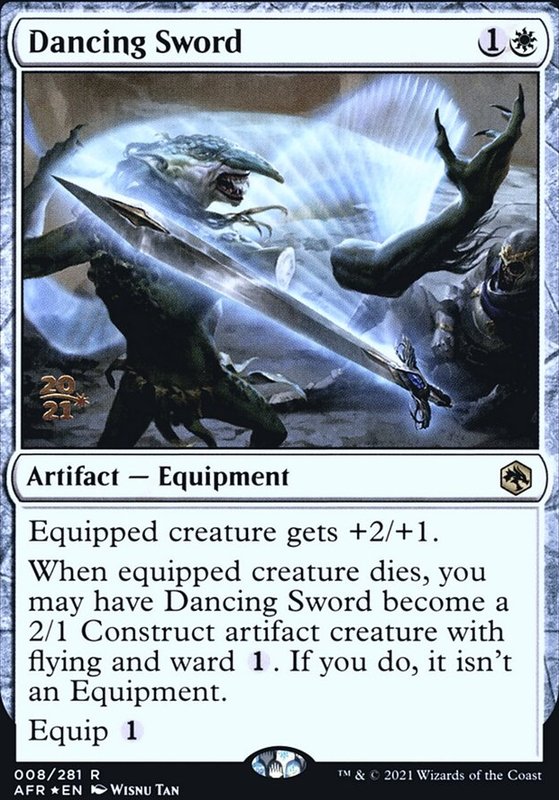 Dancing Sword 1
20
21
Artifact — Equipment
Equipped creature gets +2/+1.
When equipped creature dies, you
may have Dancing Sword become a
2/1 Construct artifact creature with
flying and ward 1. If you do, it isn't
an Equipment.
Equip 1
008/281 R
™ & © 2021 Wizards of the Coast
AFR ★ EN Wisnu Tan